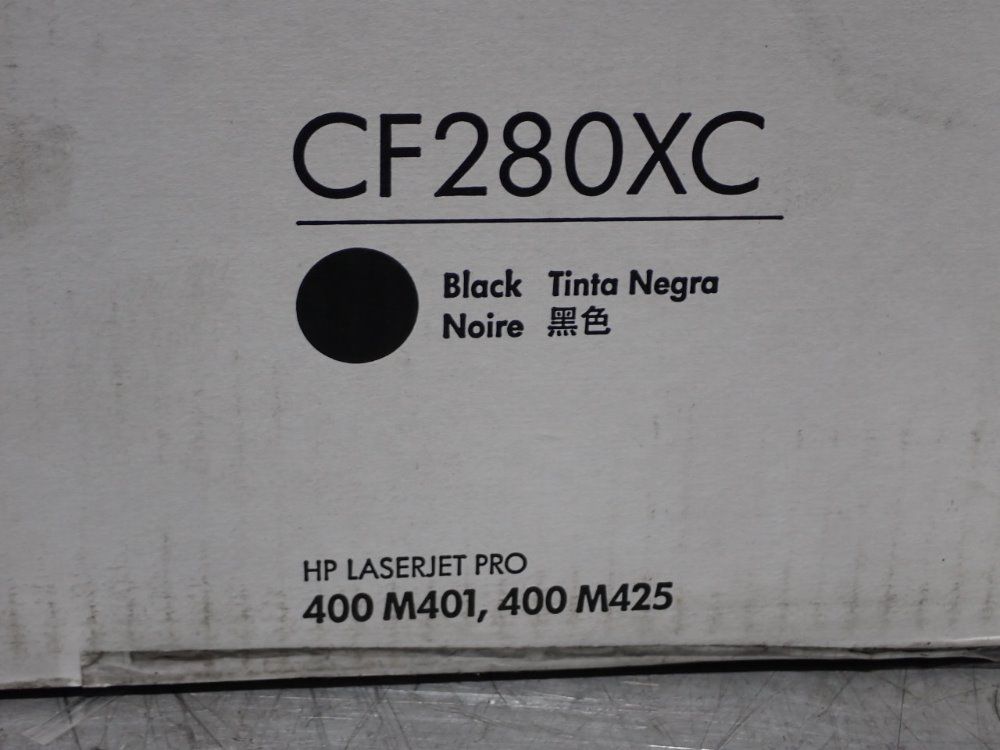 CF280XC
Black Tinta Negra
Noire 黑色
HP LASERJET PRO
400 M401, 400 M425